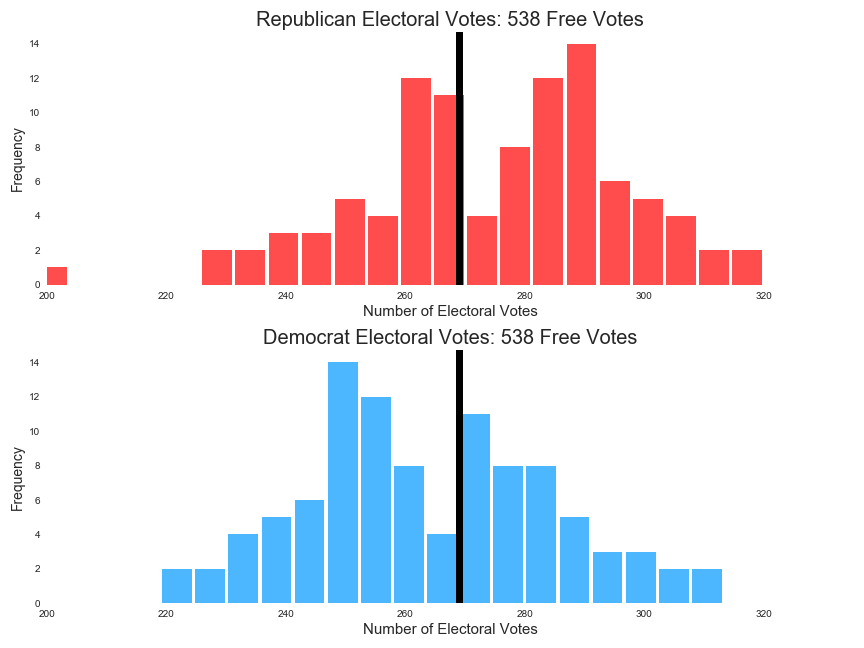 Republican Electoral Votes: 538 Free Votes
14
12
10
8
6
4
2
0
Frequency
200 220 240 260 280 300 320
Number of Electoral Votes
Democrat Electoral Votes: 538 Free Votes
14
12
10
8
6
4
2
0
Frequency
200 220 240 260 280 300 320
Number of Electoral Votes